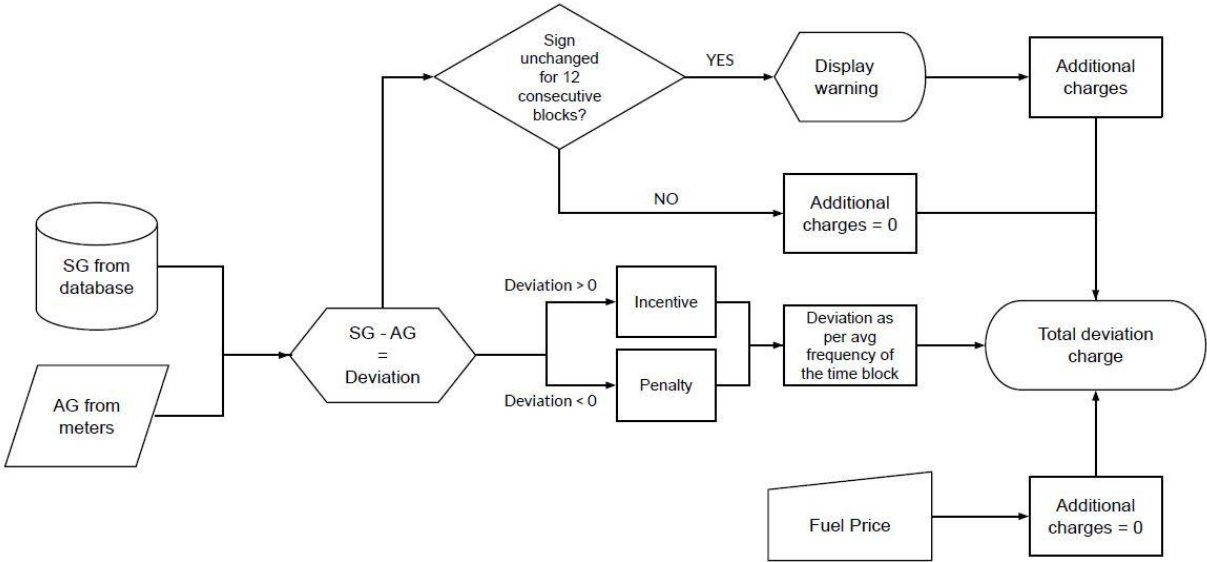 Sign
unchanged
for 12
consecutive
blocks?
YES
Display
warning
Additional
charges
NO
Additional
charges = 0
SG from
database
AG from
meters
SG - AG
=
Deviation
Deviation > 0
Incentive
Deviation < 0
Penalty
Deviation as
per avg
frequency of
the time block
Total deviation
charge
Fuel Price
Additional
charges = 0